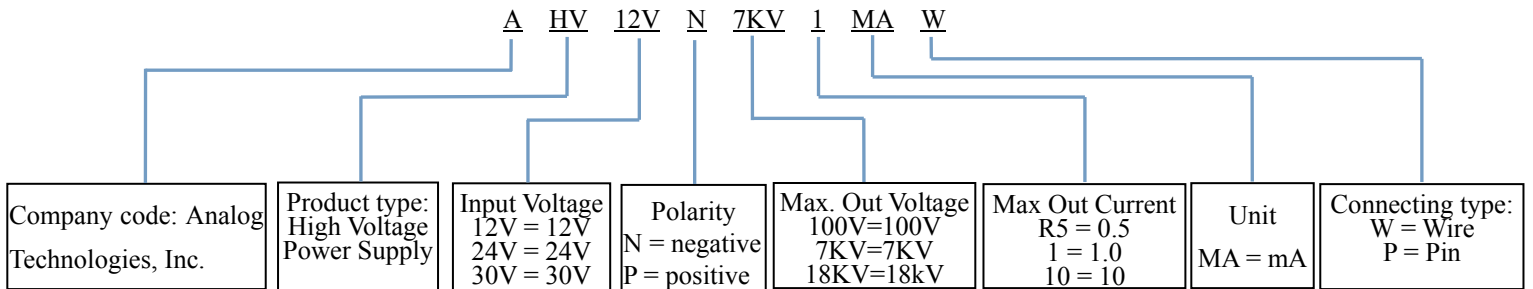 A HV 12V N 7KV 1 MA W
Company code: Analog
Technologies, Inc.
Product type:
High Voltage
Power Supply
Input Voltage
12V = 12V
24V = 24V
30V = 30V
Polarity
N = negative
P = positive
Max. Out Voltage
100V=100V
7KV=7KV
18KV=18kV
Max Out Current
R5 = 0.5
1 = 1.0
10 = 10
Unit
MA = mA
Connecting type:
W = Wire
P = Pin